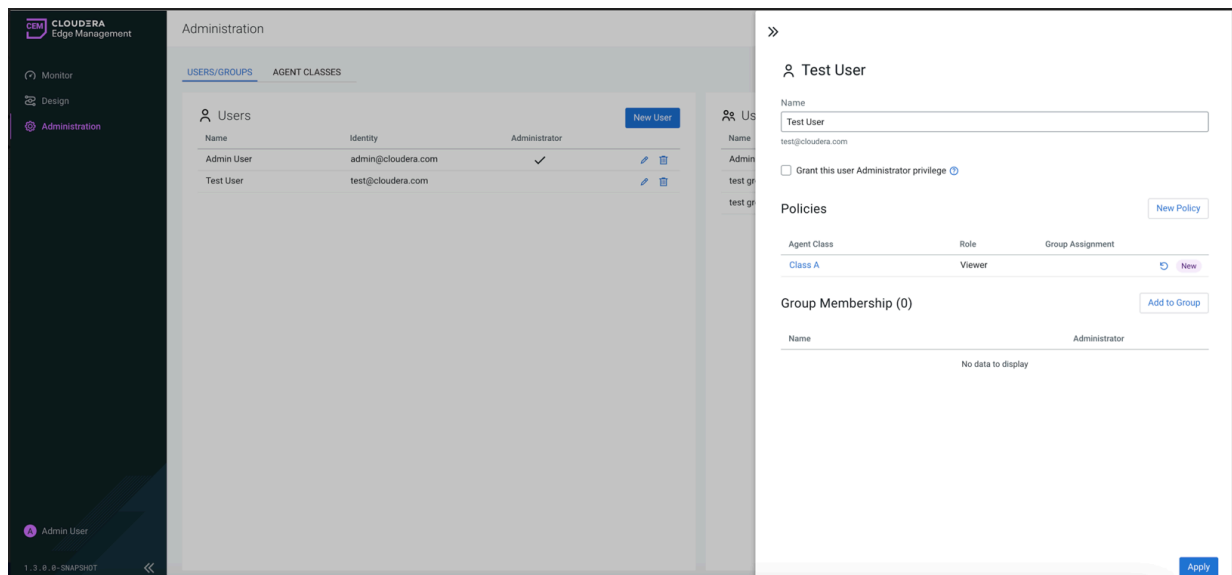 CEM CLOUDERA
Edge Management
Monitor
Design
Administration
A Admin User
1.3.0.0-SNAPSHOT
Administration
USERS/GROUPS AGENT CLASSES
Users New User
Name Identity Administrator
Admin User admin@cloudera.com
Test User test@cloudera.com
Us
Name
Admin
test gr
test gr
Test User
Name
Test User
test@cloudera.com
Grant this user Administrator privilege ?
Policies New Policy
Agent Class Role Group Assignment
Class A Viewer New
Group Membership (0) Add to Group
Name Administrator
No data to display
Apply